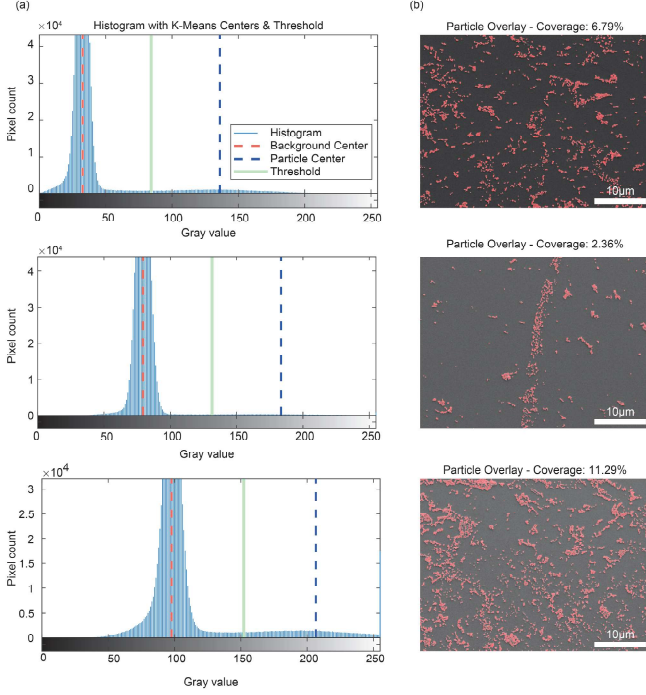 (a)
(b)
Histogram with K-Means Centers & Threshold
×10⁴
4
3
2
1
0
Pixel count
Histogram
Background Center
Particle Center
Threshold
0 50 100 150 200 250
Gray value
Particle Overlay - Coverage: 6.79%
10μm
×10⁴
4
3
2
1
0
Pixel count
0 50 100 150 200 250
Gray value
Particle Overlay - Coverage: 2.36%
10μm
×10⁴
3
2.5
2
1.5
1
0.5
0
Pixel count
0 50 100 150 200 250
Gray value
Particle Overlay - Coverage: 11.29%
10μm